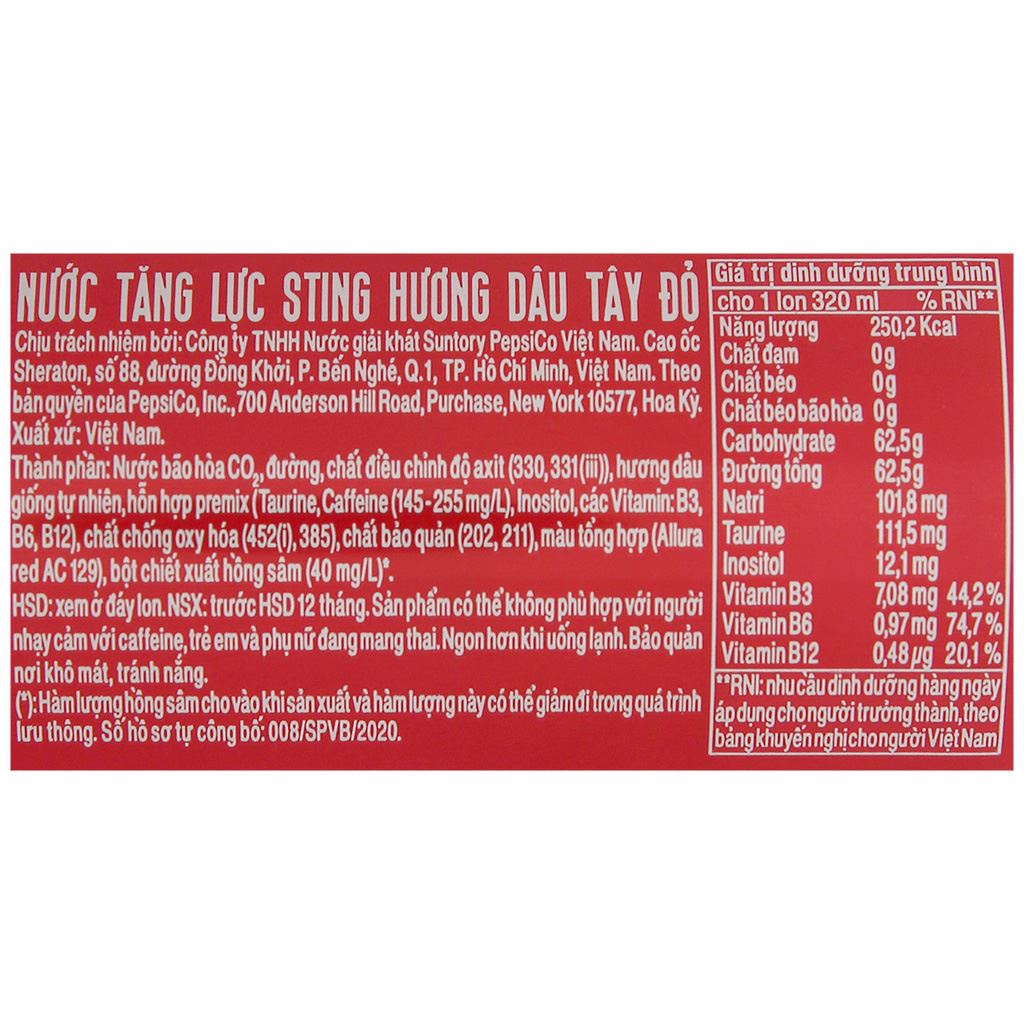 NƯỚC TĂNG LỰC STING HƯƠNG DÂU TÂY ĐỎ
Chịu trách nhiệm bởi: Công ty TNHH Nước giải khát Suntory PepsiCo Việt Nam. Cao ốc
Sheraton, số 88, đường Đồng Khởi, P. Bến Nghé, Q.1, TP. Hồ Chí Minh, Việt Nam. Theo
bản quyền của PepsiCo, Inc., 700 Anderson Hill Road, Purchase, New York 10577, Hoa Kỳ.
Xuất xứ: Việt Nam.
Thành phần: Nước bão hòa CO₂, đường, chất điều chỉnh độ axit (330, 331(iii)), hương dâu
giống tự nhiên, hỗn hợp premix (Taurine, Caffeine (145 - 255 mg/L), Inositol, các Vitamin: B3,
B6, B12), chất chống oxy hóa (452(i), 385), chất bảo quản (202, 211), màu tổng hợp (Allura
red AC 129), bột chiết xuất hồng sâm (40 mg/L)*.
HSD: xem ở đáy lon. NSX: trước HSD 12 tháng. Sản phẩm có thể không phù hợp với người
nhạy cảm với caffeine, trẻ em và phụ nữ đang mang thai. Ngon hơn khi uống lạnh. Bảo quản
nơi khô mát, tránh nắng.
(*): Hàm lượng hồng sâm cho vào khi sản xuất và hàm lượng này có thể giảm đi trong quá trình
lưu thông. Số hồ sơ tự công bố: 008/SPVB/2020.
Giá trị dinh dưỡng trung bình
cho 1 lon 320 ml % RNI**
Năng lượng 250,2 Kcal
Chất đạm 0g
Chất béo 0g
Chất béo bão hòa 0g
Carbohydrate 62,5g
Đường tổng 62,5g
Natri 101,8 mg
Taurine 111,5 mg
Inositol 12,1 mg
Vitamin B3 7,08 mg 44,2 %
Vitamin B6 0,97 mg 74,7 %
Vitamin B12 0,48 µg 20,1 %
**RNI: nhu cầu dinh dưỡng hàng ngày
áp dụng cho người trưởng thành, theo
bảng khuyến nghị cho người Việt Nam